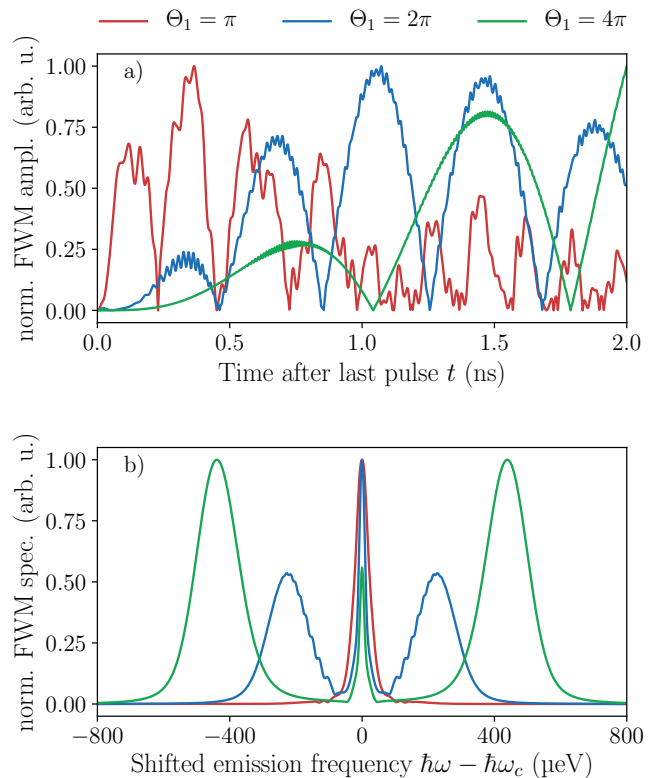 Θ₁ = π Θ₁ = 2π Θ₁ = 4π
a)
norm. FWM ampl. (arb. u.)
1.00
0.75
0.50
0.25
0.00
0.0 0.5 1.0 1.5 2.0
Time after last pulse t (ns)
b)
norm. FWM spec. (arb. u.)
1.00
0.75
0.50
0.25
0.00
−800 −400 0 400 800
Shifted emission frequency ℏω − ℏω_c (µeV)